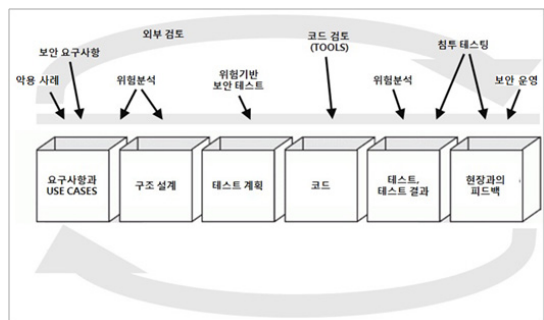 외부 검토
코드 검토
(TOOLS)
침투 테스팅
보안 요구사항
위험기반
보안 테스트
악용 사례
위험분석
위험분석
보안 운영
요구사항과
USE CASES
구조 설계
테스트 계획
코드
테스트,
테스트 결과
현장과의
피드백